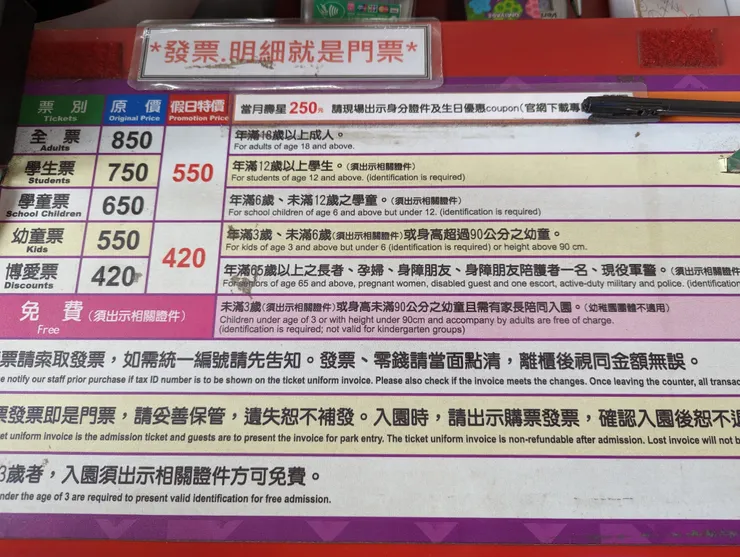 *發票.明細就是門票*
票別 原價 假日特價 當月壽星250元 請現場出示身分證件及生日優惠coupon(官網下載專
Tickets Original Price Promotion Price
全票 850 年滿18歲以上成人。
Adults For adults of age 18 and above.
學生票 750 550 年滿12歲以上學生。(須出示相關證件)
Students For students of age 12 and above. (identification is required)
學童票 650 年滿6歲、未滿12歲之學童。(須出示相關證件)
School Children For school children of age 6 and above but under 12. (identification is required)
幼童票 550 年滿3歲、未滿6歲(須出示相關證件)或身高超過90公分之幼童。
Kids For kids of age 3 and above but under 6 (identification is required) or height above 90 cm.
博愛票 420 420 年滿65歲以上之長者、孕婦、身障朋友、身障朋友陪護者一名、現役軍警。(須出示相關證件
Discounts For seniors of age 65 and above, pregnant women, disabled guest and one escort, active-duty military and police. (identification
免費(須出示相關證件) 未滿3歲(須出示相關證件)或身高未滿90公分之幼童且需有家長陪同入園。(幼稚園團體不適用)
Free Children under age of 3 or with height under 90cm and accompany by adults are free of charge.
(identification is required; not valid for kindergarten groups)
票請索取發票，如需統一編號請先告知。發票、零錢請當面點清，離櫃後視同金額無誤。
e notify our staff prior purchase if tax ID number is to be shown on the ticket uniform invoice. Please also check if the invoice meets the changes. Once leaving the counter, all transac
票發票即是門票，請妥善保管，遺失恕不補發。入園時，請出示購票發票，確認入園後恕不退
et uniform invoice is the admission ticket and guests are to present the invoice for park entry. The ticket uniform invoice is non-refundable after admission. Lost invoice will not b
3歲者，入園須出示相關證件方可免費。
nder the age of 3 are required to present valid identification for free admission.